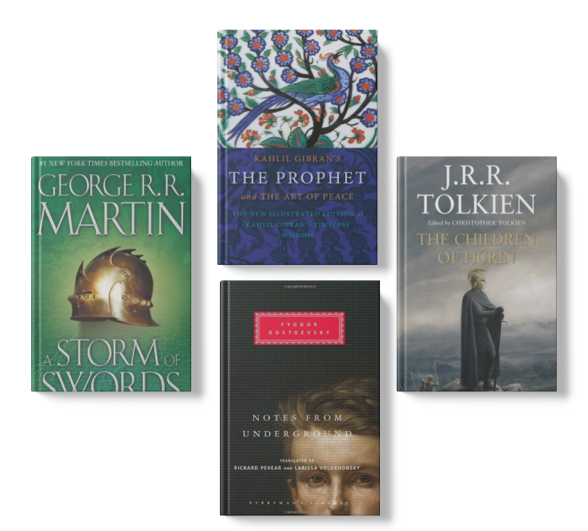 KAHLIL GIBRAN'S
THE PROPHET
and THE ART OF PEACE
THE NEW ILLUSTRATED EDITION of
KAHLIL GIBRAN'S TIMELESS
WISDOM
#1 NEW YORK TIMES BESTSELLING AUTHOR
GEORGE R.R.
MARTIN
A STORM OF
SWORDS
J.R.R.
TOLKIEN
Edited by CHRISTOPHER TOLKIEN
THE CHILDREN
OF HÚRIN
FYODOR
DOSTOEVSKY
NOTES FROM
UNDERGROUND
TRANSLATED BY
RICHARD PEVEAR AND LARISSA VOLOKHONSKY
EVERYMAN'S LIBRARY